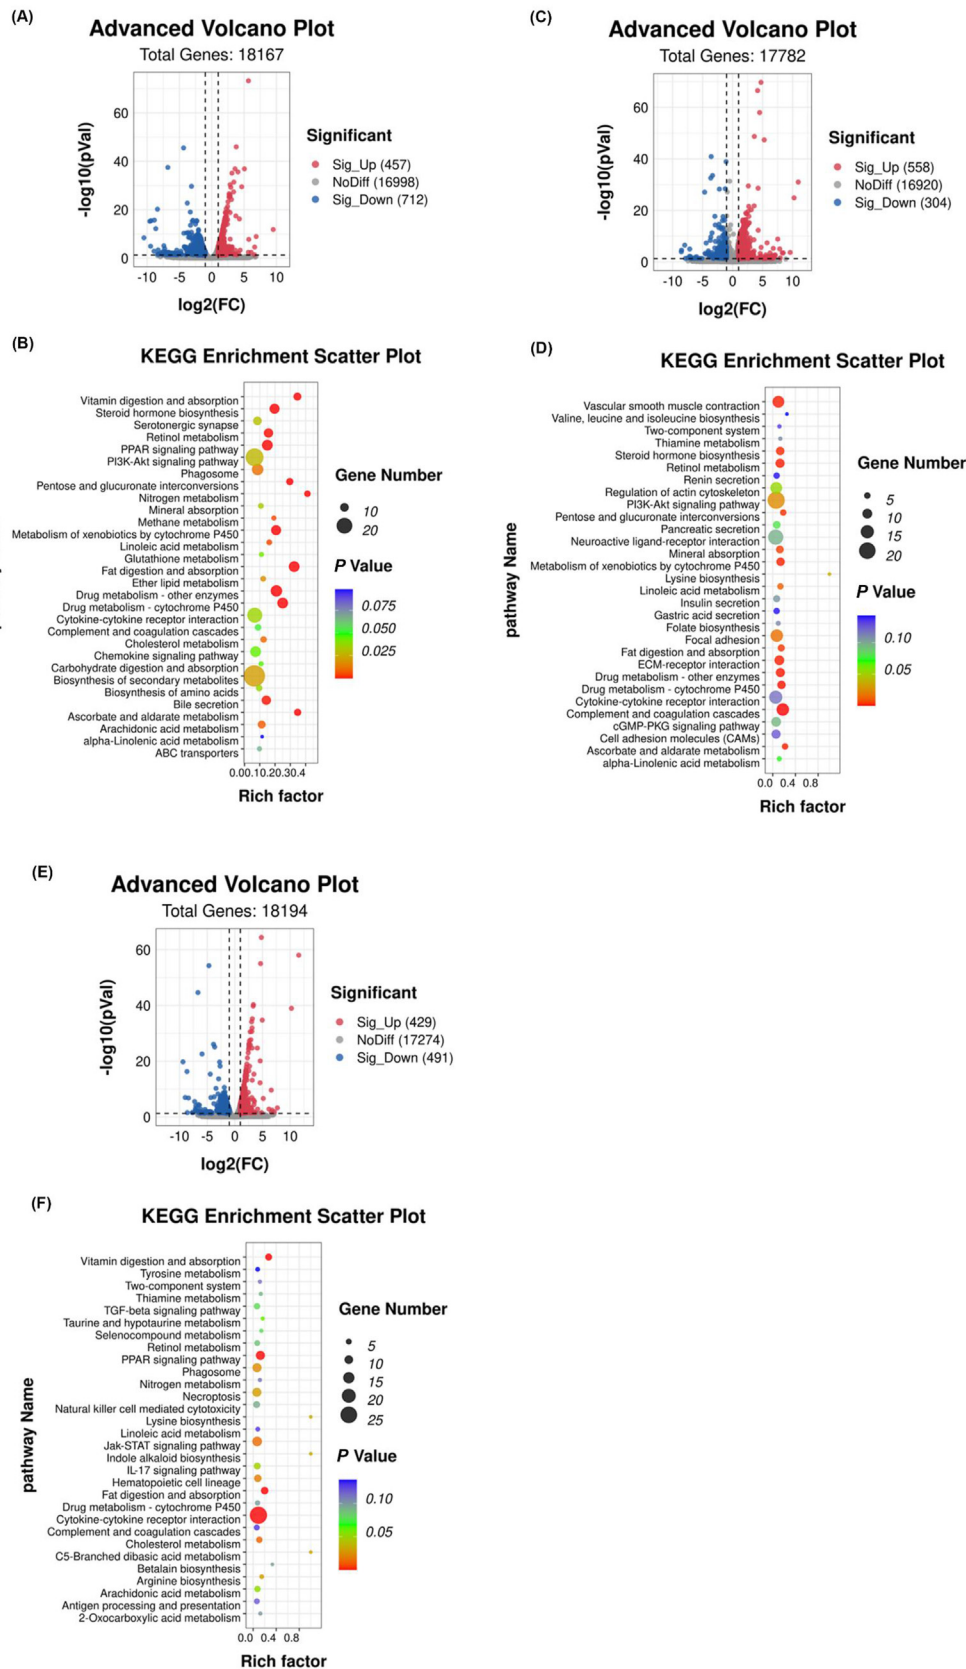 (A)
Advanced Volcano Plot
Total Genes: 18167
-log10(pVal)
60
40
20
0
-10 -5 0 5 10
log2(FC)
Significant
Sig_Up (457)
NoDiff (16998)
Sig_Down (712)
(C)
Advanced Volcano Plot
Total Genes: 17782
-log10(pVal)
60
40
20
0
-10 -5 0 5 10
log2(FC)
Significant
Sig_Up (558)
NoDiff (16920)
Sig_Down (304)
(B)
KEGG Enrichment Scatter Plot
Vitamin digestion and absorption
Steroid hormone biosynthesis
Serotonergic synapse
Retinol metabolism
PPAR signaling pathway
PI3K-Akt signaling pathway
Phagosome
Pentose and glucuronate interconversions
Nitrogen metabolism
Mineral absorption
Methane metabolism
Metabolism of xenobiotics by cytochrome P450
Linoleic acid metabolism
Glutathione metabolism
Fat digestion and absorption
Ether lipid metabolism
Drug metabolism - other enzymes
Drug metabolism - cytochrome P450
Cytokine-cytokine receptor interaction
Complement and coagulation cascades
Cholesterol metabolism
Chemokine signaling pathway
Carbohydrate digestion and absorption
Biosynthesis of secondary metabolites
Biosynthesis of amino acids
Bile secretion
Ascorbate and aldarate metabolism
Arachidonic acid metabolism
alpha-Linolenic acid metabolism
ABC transporters
0.00.10.20.30.4
Rich factor
Gene Number
10
20
P Value
0.075
0.050
0.025
(D)
KEGG Enrichment Scatter Plot
pathway Name
Vascular smooth muscle contraction
Valine, leucine and isoleucine biosynthesis
Two-component system
Thiamine metabolism
Steroid hormone biosynthesis
Retinol metabolism
Renin secretion
Regulation of actin cytoskeleton
PI3K-Akt signaling pathway
Pentose and glucuronate interconversions
Pancreatic secretion
Neuroactive ligand-receptor interaction
Mineral absorption
Metabolism of xenobiotics by cytochrome P450
Lysine biosynthesis
Linoleic acid metabolism
Insulin secretion
Gastric acid secretion
Folate biosynthesis
Focal adhesion
Fat digestion and absorption
ECM-receptor interaction
Drug metabolism - other enzymes
Drug metabolism - cytochrome P450
Cytokine-cytokine receptor interaction
Complement and coagulation cascades
cGMP-PKG signaling pathway
Cell adhesion molecules (CAMs)
Ascorbate and aldarate metabolism
alpha-Linolenic acid metabolism
0.0 0.4 0.8
Rich factor
Gene Number
5
10
15
20
P Value
0.10
0.05
(E)
Advanced Volcano Plot
Total Genes: 18194
-log10(pVal)
60
40
20
0
-10 -5 0 5 10
log2(FC)
Significant
Sig_Up (429)
NoDiff (17274)
Sig_Down (491)
(F)
KEGG Enrichment Scatter Plot
pathway Name
Vitamin digestion and absorption
Tyrosine metabolism
Two-component system
Thiamine metabolism
TGF-beta signaling pathway
Taurine and hypotaurine metabolism
Selenocompound metabolism
Retinol metabolism
PPAR signaling pathway
Phagosome
Nitrogen metabolism
Necroptosis
Natural killer cell mediated cytotoxicity
Lysine biosynthesis
Linoleic acid metabolism
Jak-STAT signaling pathway
Indole alkaloid biosynthesis
IL-17 signaling pathway
Hematopoietic cell lineage
Fat digestion and absorption
Drug metabolism - cytochrome P450
Cytokine-cytokine receptor interaction
Complement and coagulation cascades
Cholesterol metabolism
C5-Branched dibasic acid metabolism
Betalain biosynthesis
Arginine biosynthesis
Arachidonic acid metabolism
Antigen processing and presentation
2-Oxocarboxylic acid metabolism
0.0 0.4 0.8
Rich factor
Gene Number
5
10
15
20
25
P Value
0.10
0.05